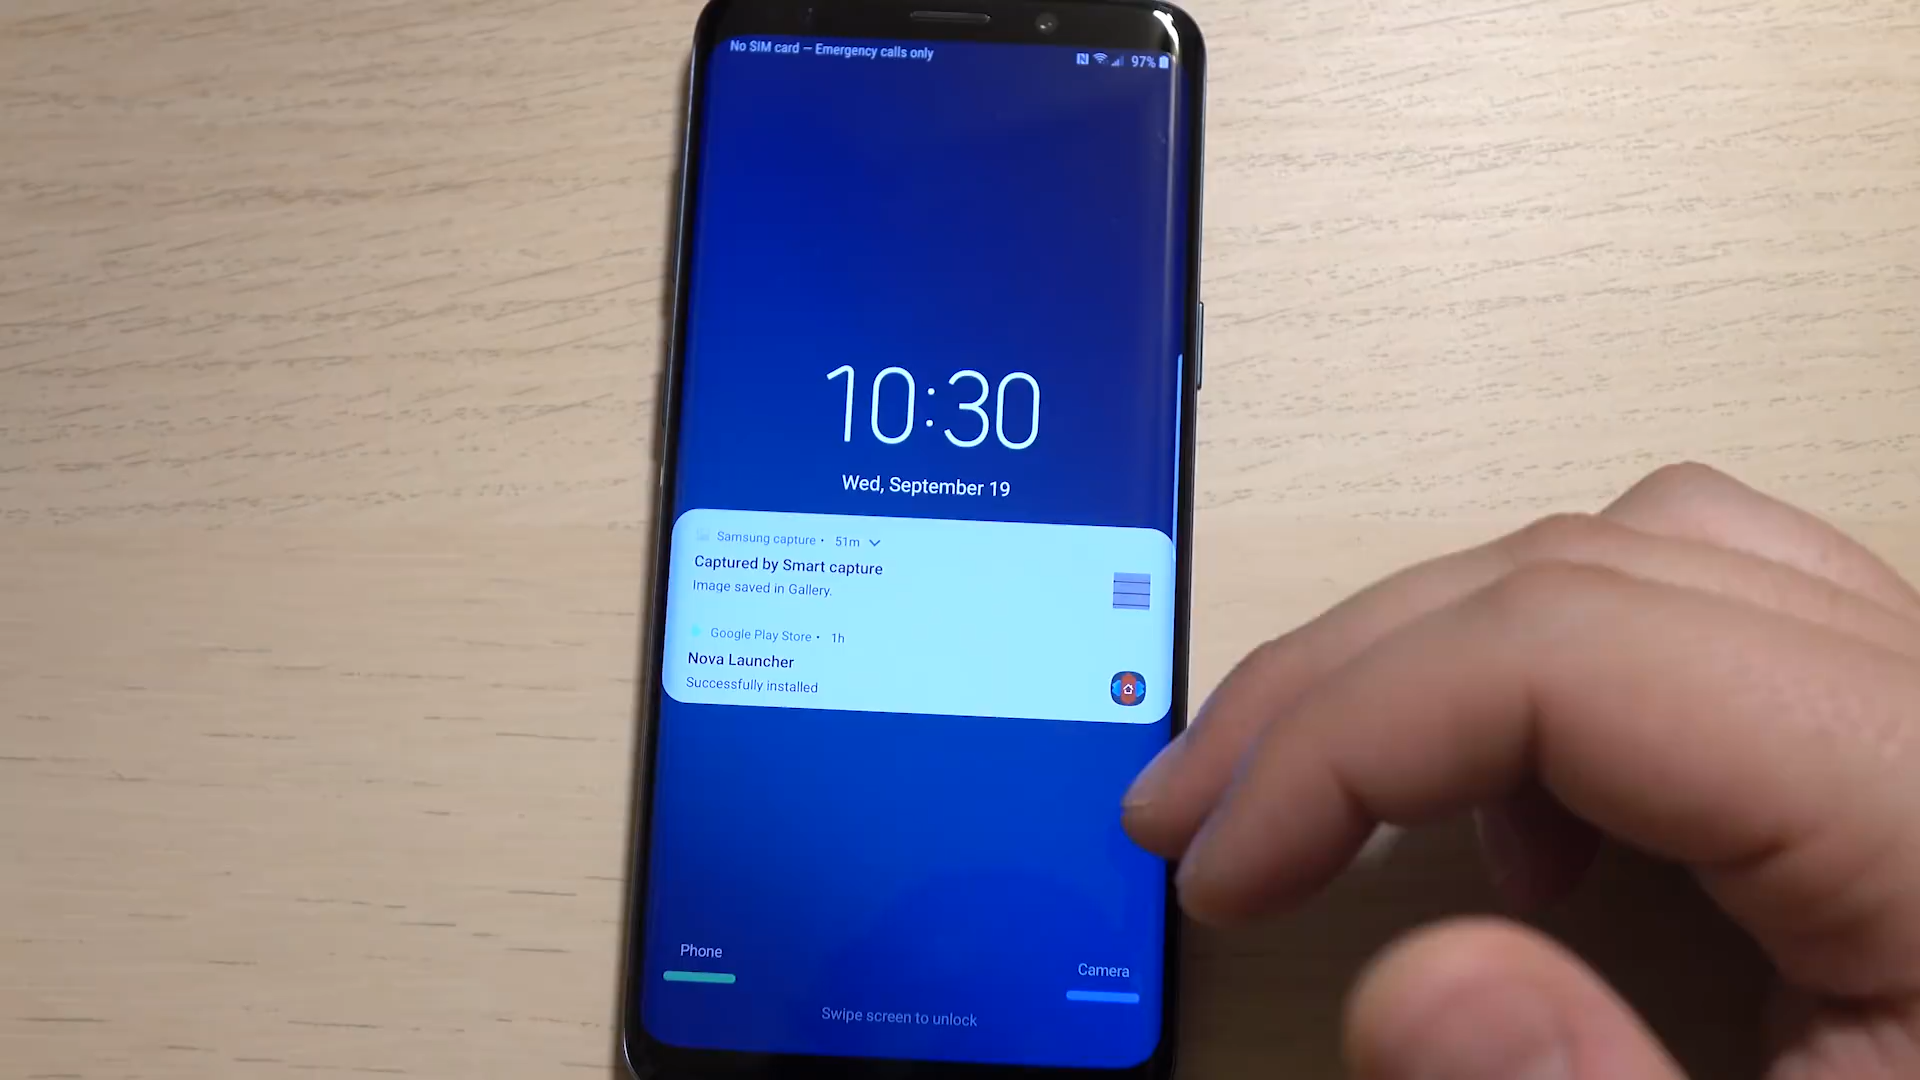 No SIM card – Emergency calls only
97%
10:30
Wed, September 19
Samsung capture • 51m
Captured by Smart capture
Image saved in Gallery.
Google Play Store • 1h
Nova Launcher
Successfully installed
Phone
Camera
Swipe screen to unlock